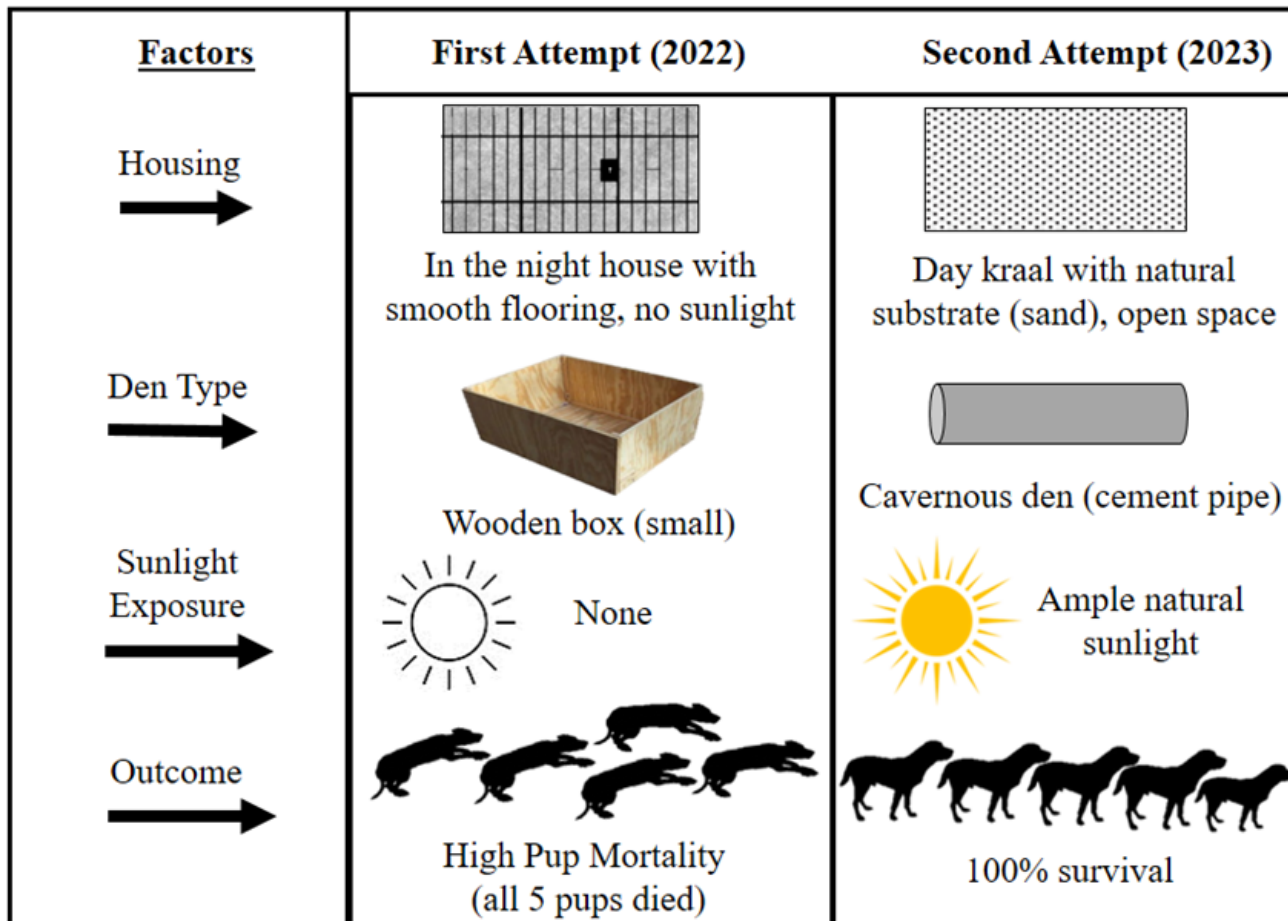 Factors
First Attempt (2022)
Second Attempt (2023)
Housing
In the night house with
smooth flooring, no sunlight
Day kraal with natural
substrate (sand), open space
Den Type
Wooden box (small)
Cavernous den (cement pipe)
Sunlight
Exposure
None
Ample natural
sunlight
Outcome
High Pup Mortality
(all 5 pups died)
100% survival